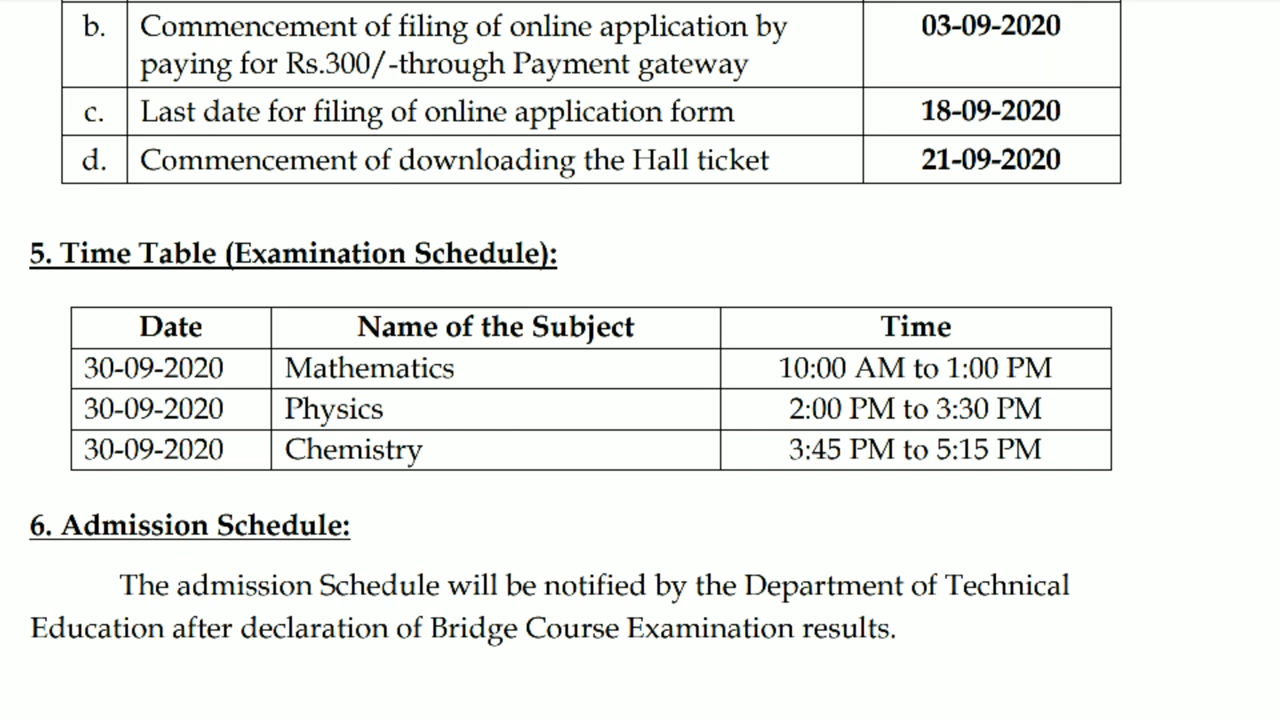 b. Commencement of filing of online application by 03-09-2020
paying for Rs.300/-through Payment gateway
c. Last date for filing of online application form 18-09-2020
d. Commencement of downloading the Hall ticket 21-09-2020
5. Time Table (Examination Schedule):
Date Name of the Subject Time
30-09-2020 Mathematics 10:00 AM to 1:00 PM
30-09-2020 Physics 2:00 PM to 3:30 PM
30-09-2020 Chemistry 3:45 PM to 5:15 PM
6. Admission Schedule:
The admission Schedule will be notified by the Department of Technical
Education after declaration of Bridge Course Examination results.